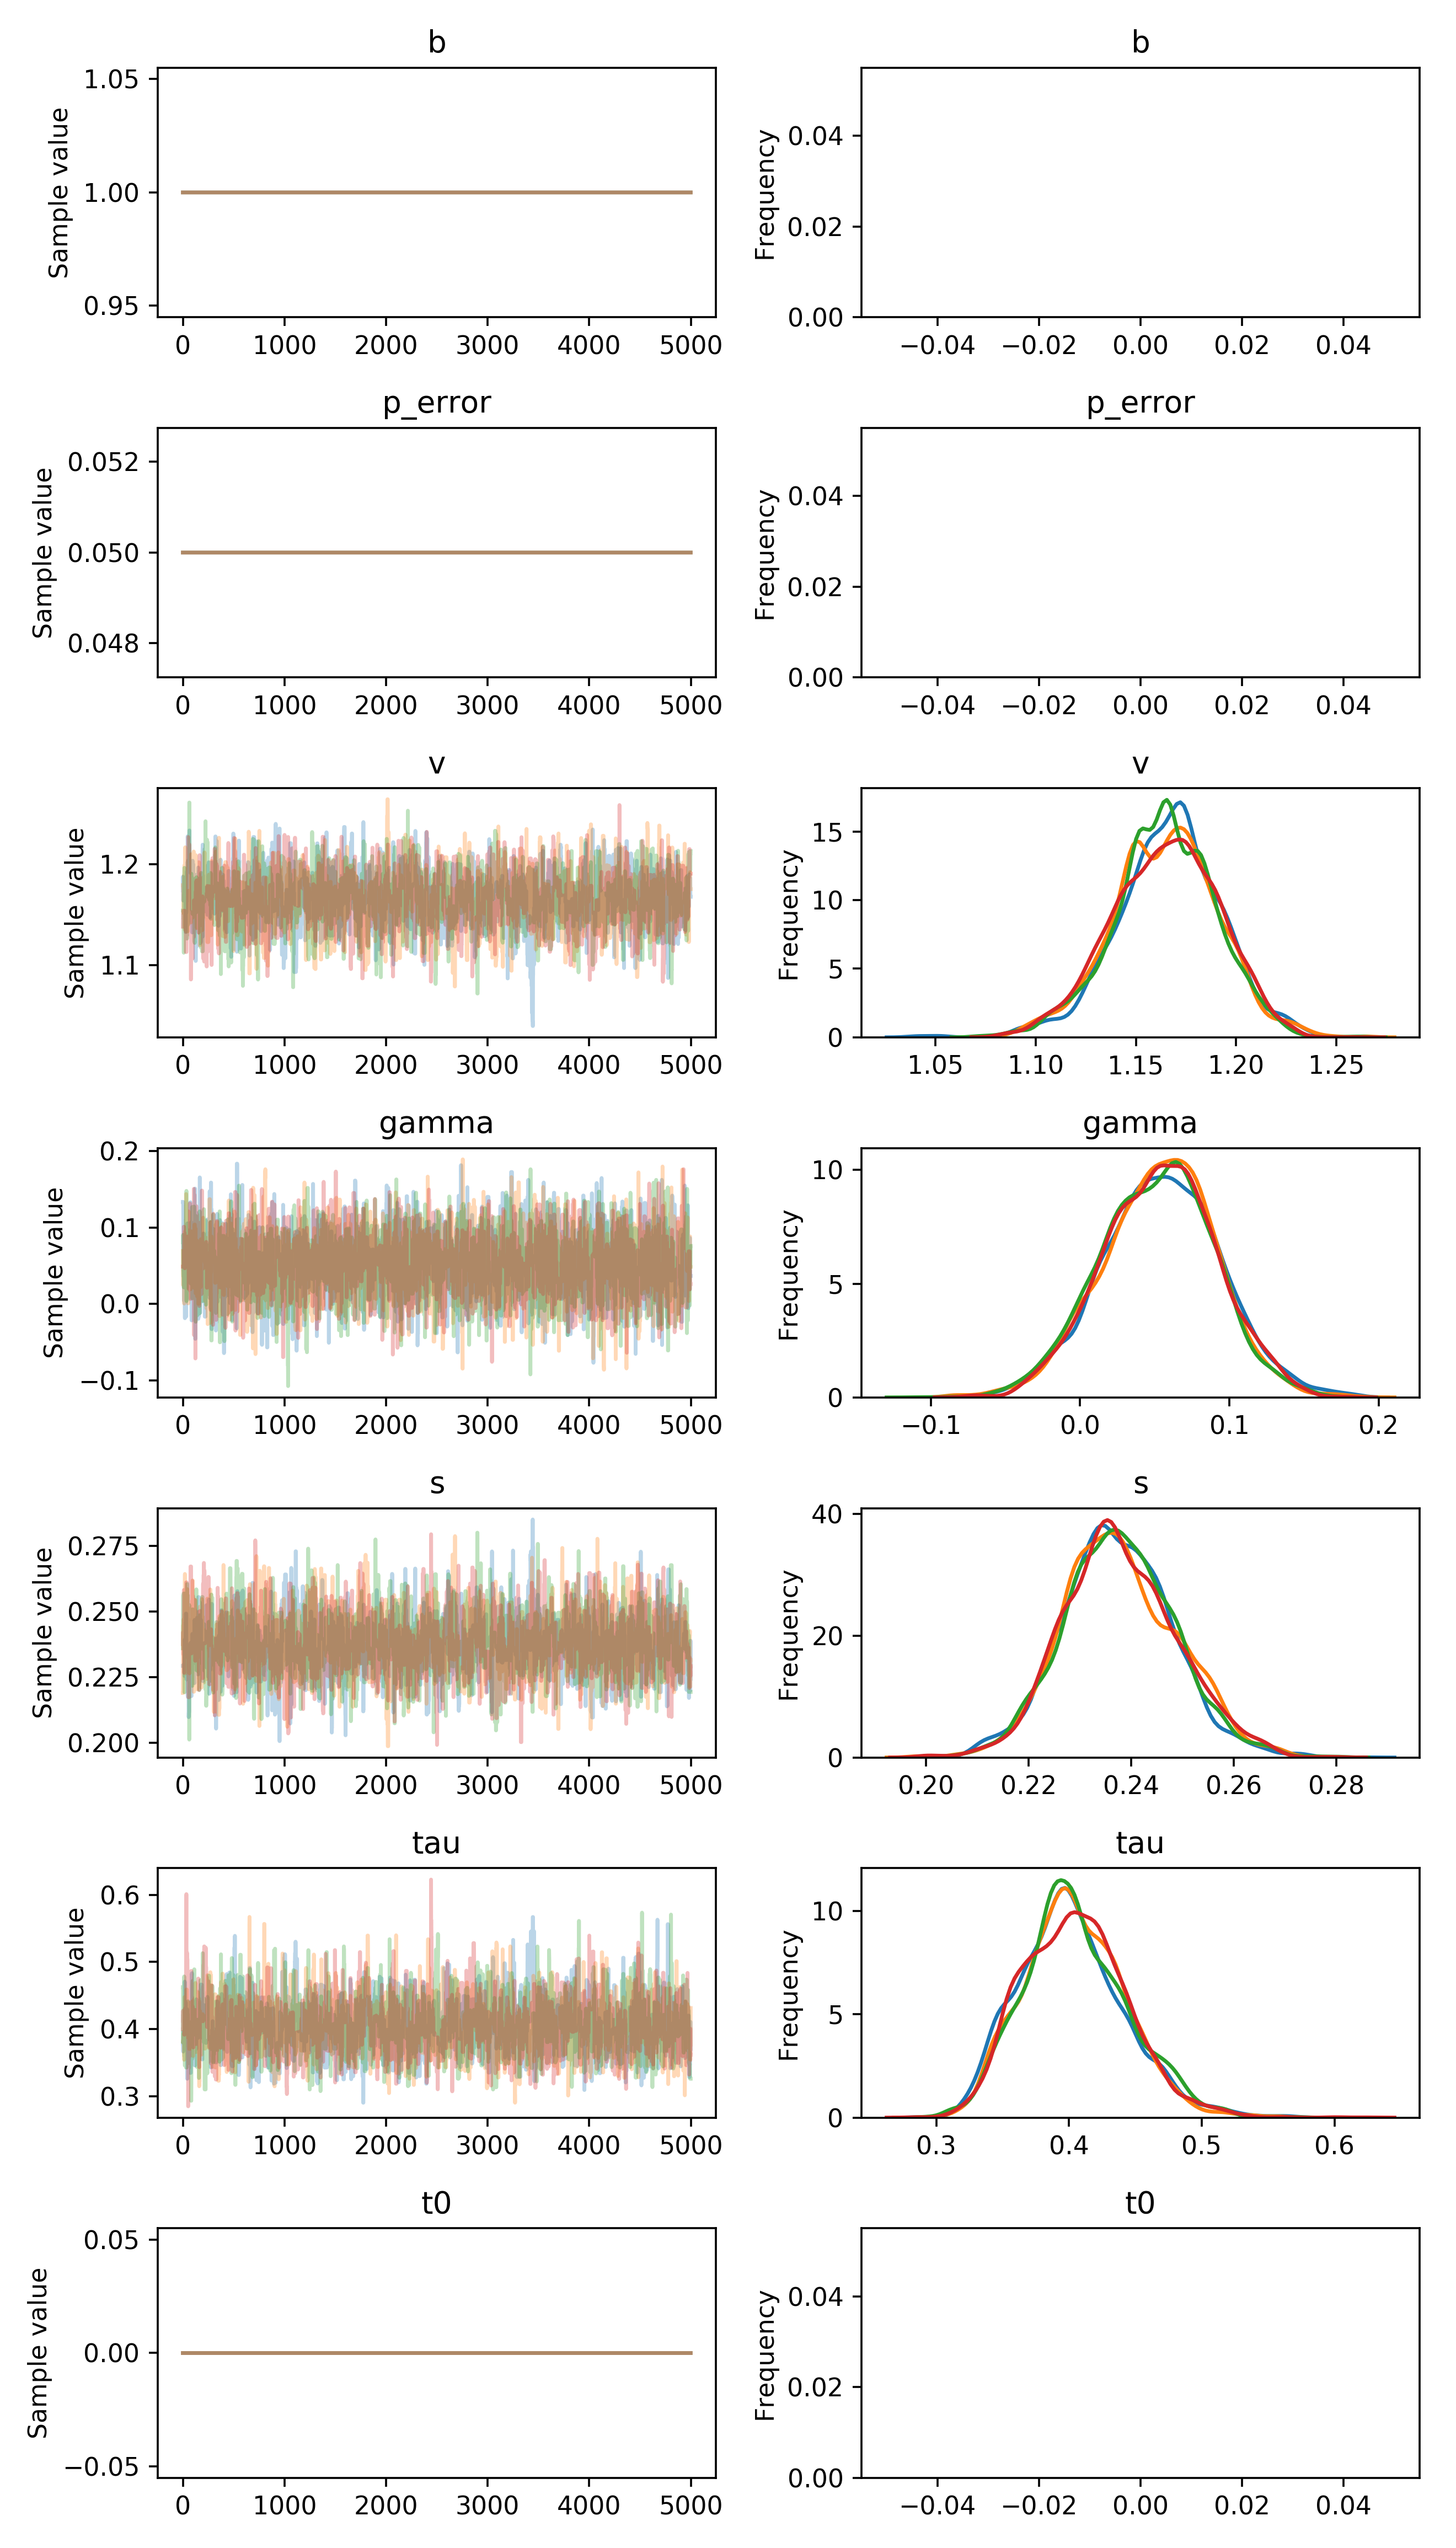 b
b
Sample value
1.05
1.00
0.95
0 1000 2000 3000 4000 5000
Frequency
0.04
0.02
0.00
−0.04 −0.02 0.00 0.02 0.04
p_error
p_error
Sample value
0.052
0.050
0.048
0 1000 2000 3000 4000 5000
Frequency
0.04
0.02
0.00
−0.04 −0.02 0.00 0.02 0.04
v
v
Sample value
1.2
1.1
0 1000 2000 3000 4000 5000
Frequency
15
10
5
0
1.05 1.10 1.15 1.20 1.25
gamma
gamma
Sample value
0.2
0.1
0.0
−0.1
0 1000 2000 3000 4000 5000
Frequency
10
5
0
−0.1 0.0 0.1 0.2
s
s
Sample value
0.275
0.250
0.225
0.200
0 1000 2000 3000 4000 5000
Frequency
40
20
0
0.20 0.22 0.24 0.26 0.28
tau
tau
Sample value
0.6
0.5
0.4
0.3
0 1000 2000 3000 4000 5000
Frequency
10
5
0
0.3 0.4 0.5 0.6
t0
t0
Sample value
0.05
0.00
−0.05
0 1000 2000 3000 4000 5000
Frequency
0.04
0.02
0.00
−0.04 −0.02 0.00 0.02 0.04